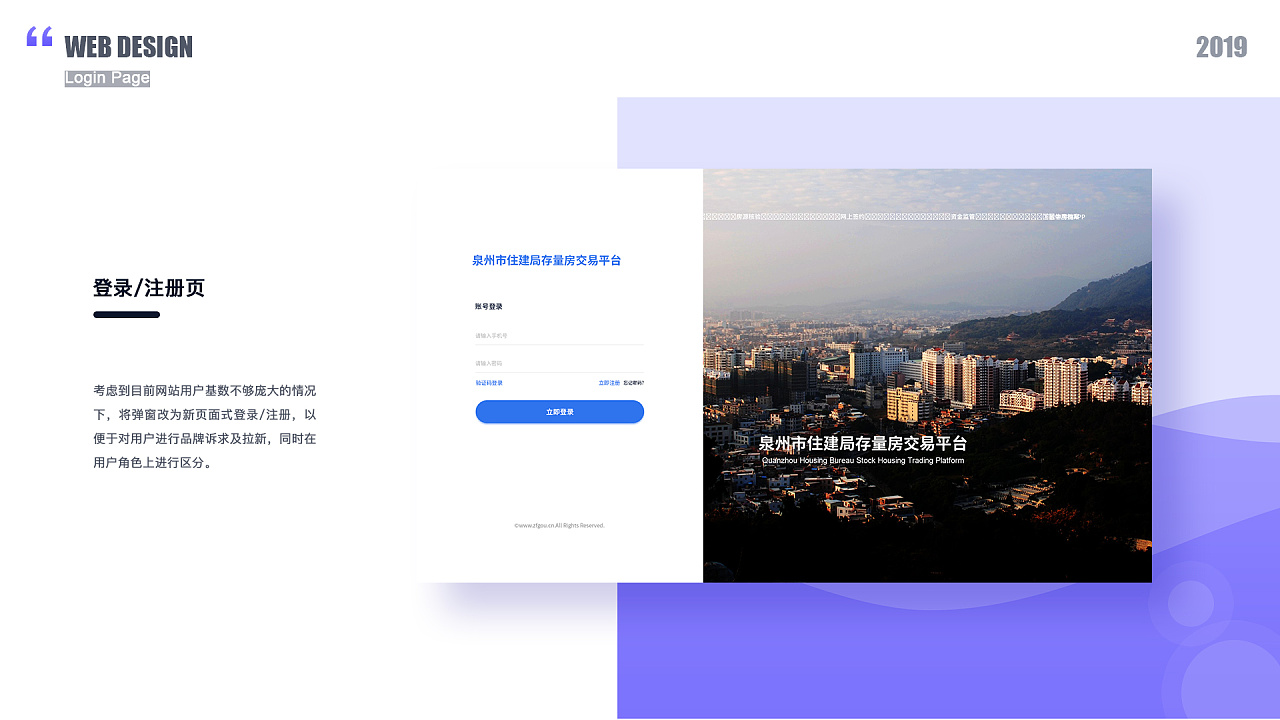 WEB DESIGN
2019
Login Page
登录/注册页
考虑到目前网站用户基数不够庞大的情况
下，将弹窗改为新页面式登录/注册，以
便于对用户进行品牌诉求及拉新，同时在
用户角色上进行区分。
泉州市住建局存量房交易平台
账号登录
请输入手机号
请输入密码
验证码登录 立即注册 忘记密码?
立即登录
©www.zfgou.cn.All Rights Reserved.
房源核验 网上签约 资金监管
泉州市住建局存量房交易平台
Quanzhou Housing Bureau Stock Housing Trading Platform